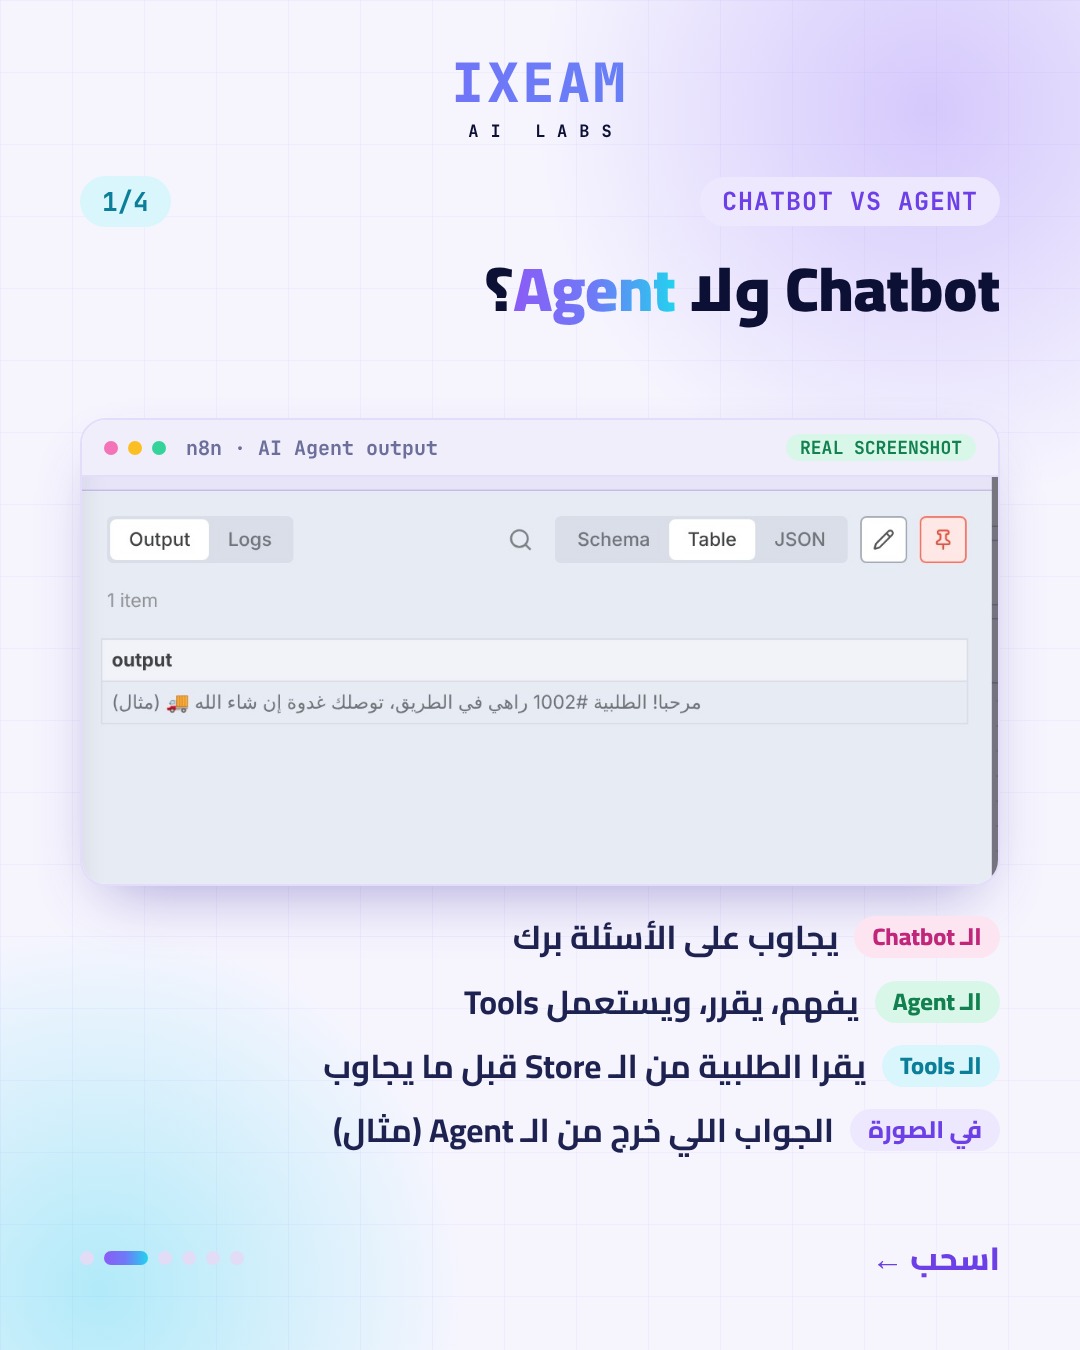 IXEAM
AI LABS
CHATBOT VS AGENT
1/4
Chatbot ولا Agent؟
n8n · AI Agent output
REAL SCREENSHOT
Output Logs Schema Table JSON
1 item
output
مرحبا! الطلبية #1002 راهي في الطريق، توصلك غدوة إن شاء الله 🚚 (مثال)
الـ Chatbot يجاوب على الأسئلة برك
الـ Agent يفهم، يقرر، ويستعمل Tools
الـ Tools يقرا الطلبية من الـ Store قبل ما يجاوب
في الصورة الجواب اللي خرج من الـ Agent (مثال)
اسحب ←